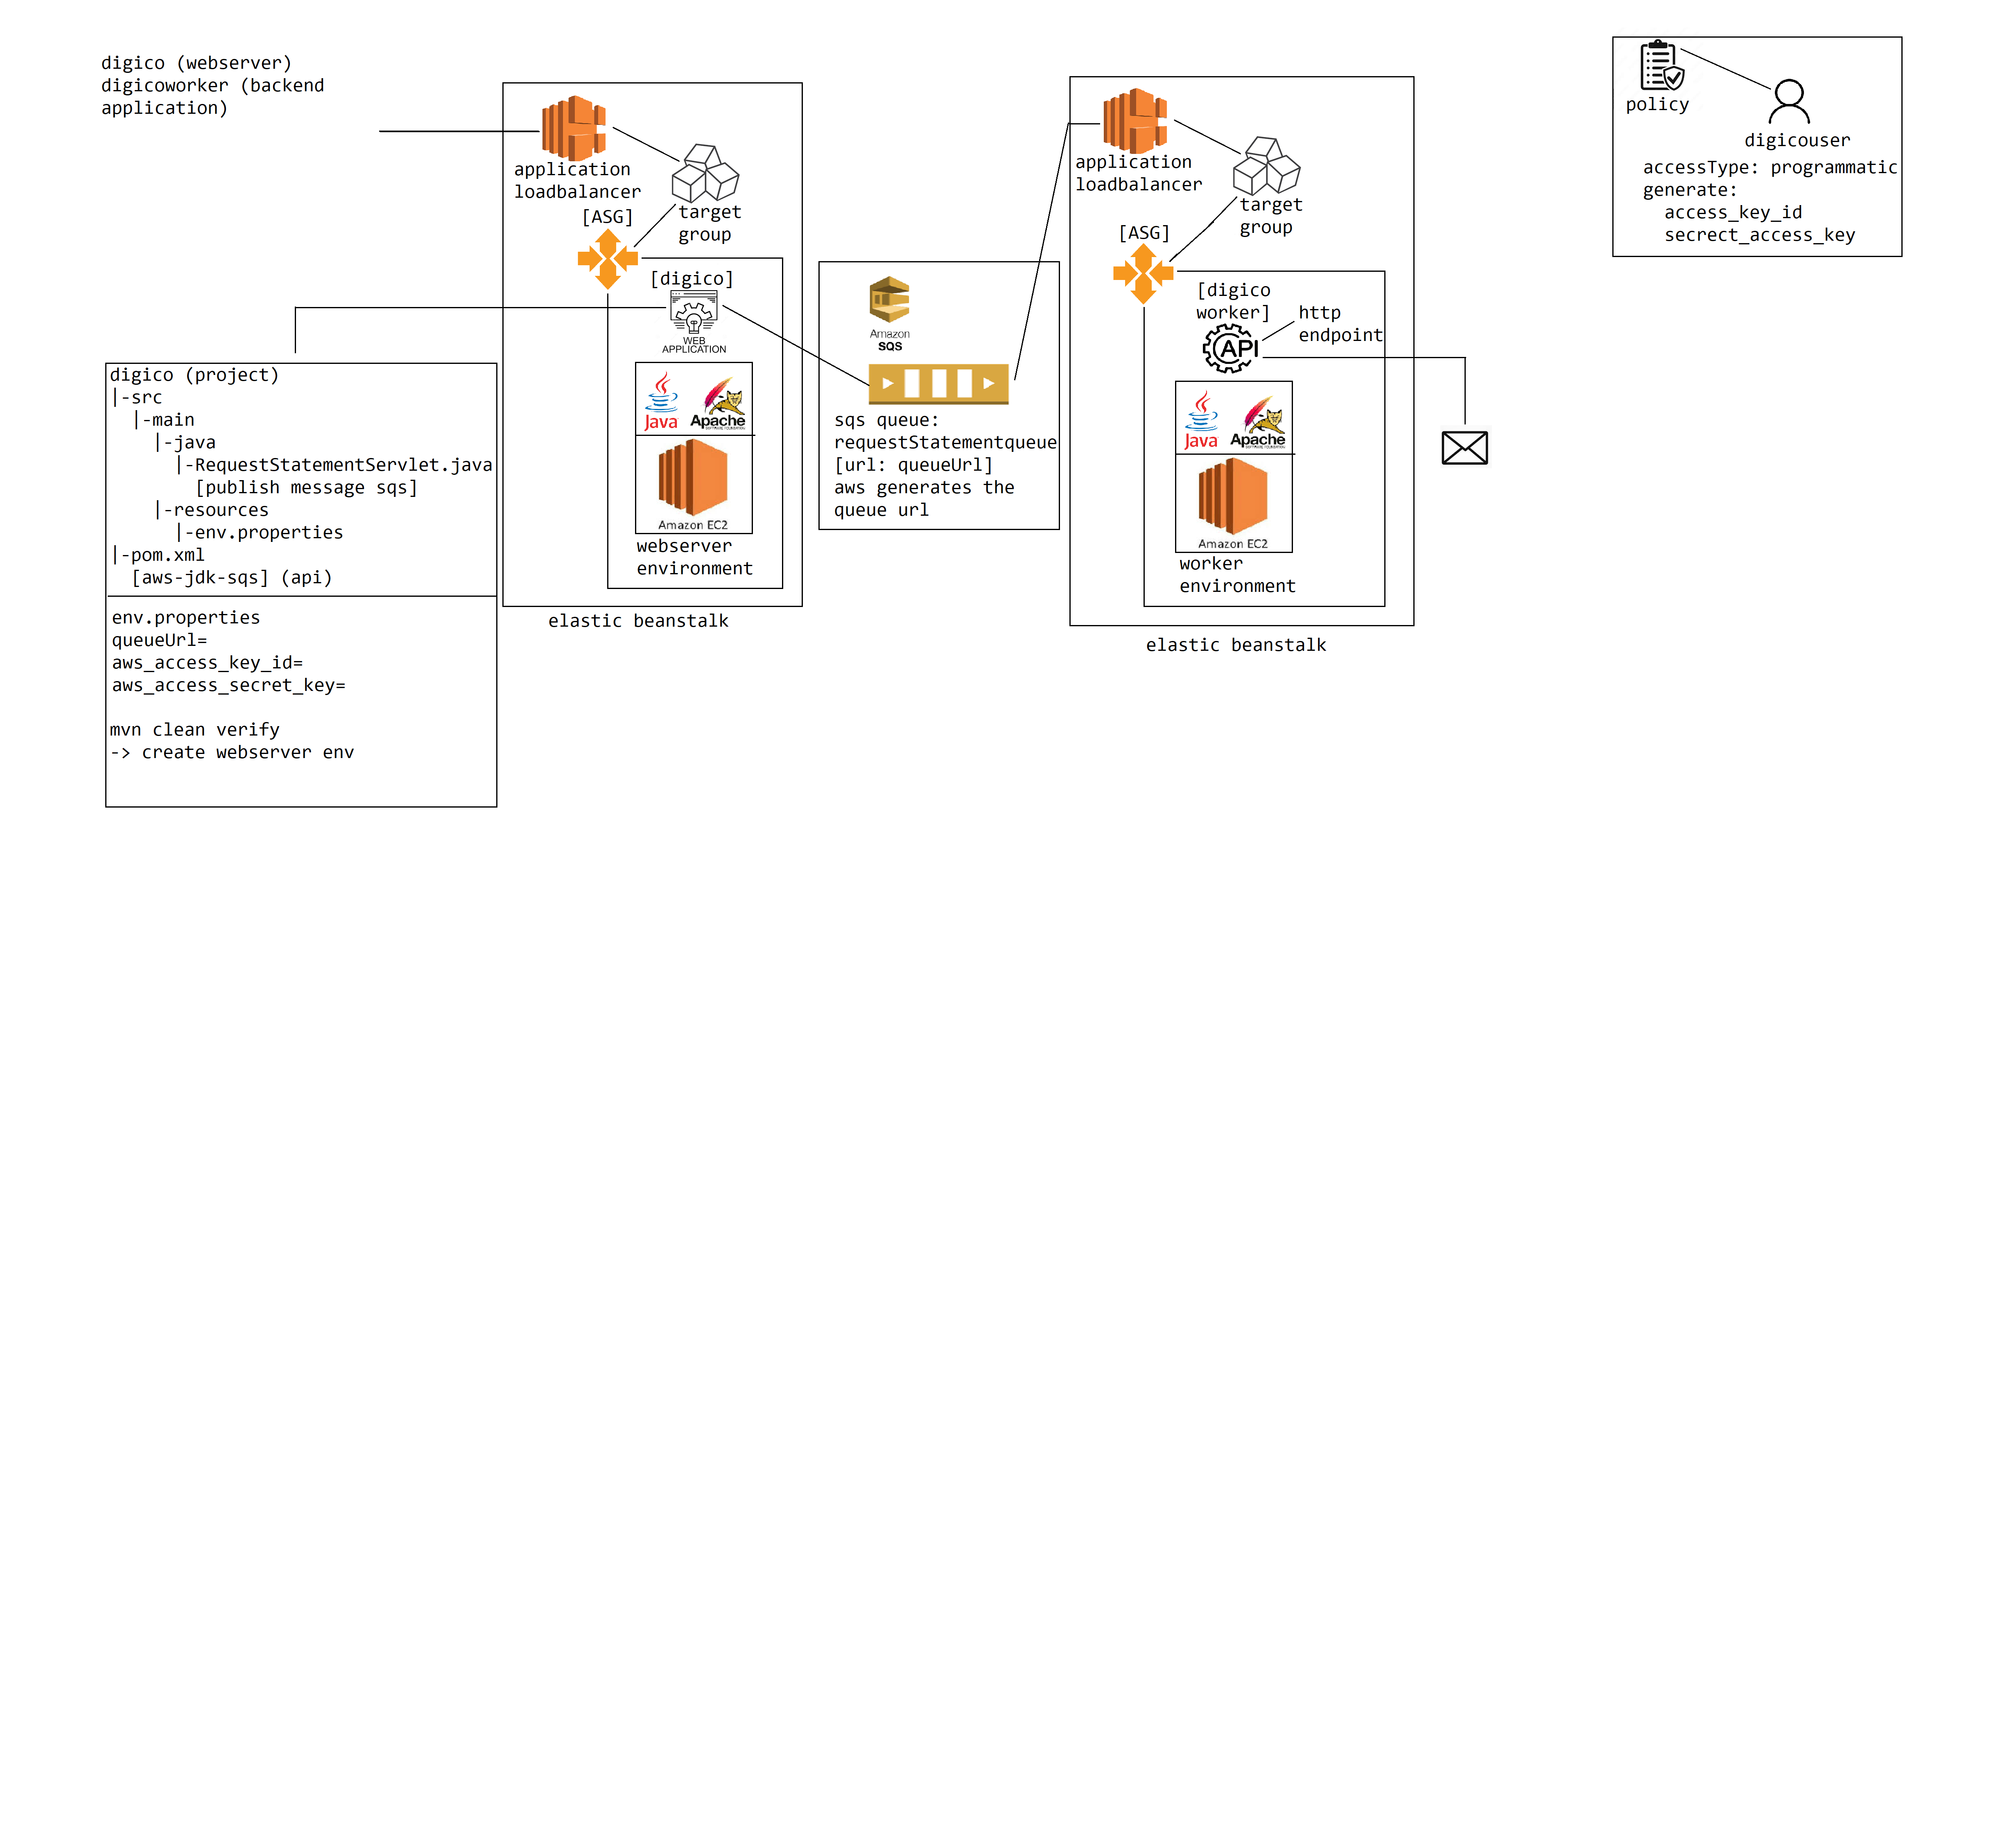 digico (webserver)
digicoworker (backend
application)
application
loadbalancer
[ASG]
target
group
[digico]
WEB
APPLICATION
Java
Apache
Amazon EC2
webserver
environment
elastic beanstalk
digico (project)
|-src
|-main
|-java
|-RequestStatementServlet.java
[publish message sqs]
|-resources
|-env.properties
|-pom.xml
[aws-jdk-sqs] (api)
env.properties
queueUrl=
aws_access_key_id=
aws_access_secret_key=
mvn clean verify
-> create webserver env
Amazon
SQS
sqs queue:
requestStatementqueue
[url: queueUrl]
aws generates the
queue url
application
loadbalancer
target
group
[ASG]
[digico
worker]
http
endpoint
API
Java
Apache
Amazon EC2
worker
environment
elastic beanstalk
policy
digicouser
accessType: programmatic
generate:
access_key_id
secrect_access_key